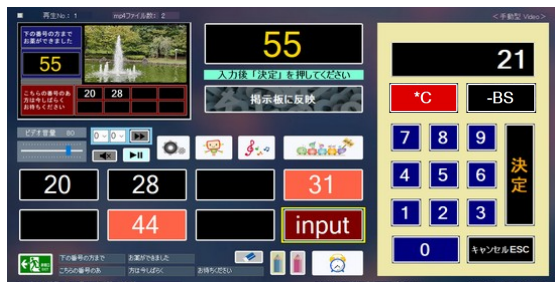 再生No.: 1
mp4ファイル数: 2
<手動型 Video>
下の番号の方まで
お薬ができました
55
こちらの番号のあ
方は今しばらく
お待ちください
20 28
55
入力後「決定」を押してください
掲示板に反映
21
*C
-BS
ビデオ音量 80
0 0
7 8 9
4 5 6
1 2 3
決定
0
キャンセルESC
20
28
31
44
input
下の番号の方まで
お薬ができました
こちらの番号のあ
方は今しばらく
お待ちください